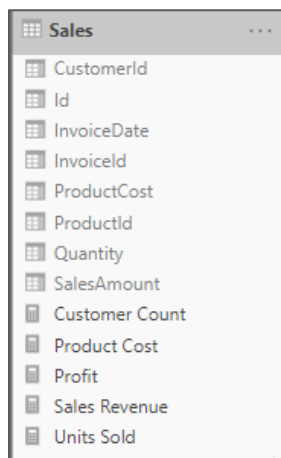 Sales
CustomerId
Id
InvoiceDate
InvoiceId
ProductCost
ProductId
Quantity
SalesAmount
Customer Count
Product Cost
Profit
Sales Revenue
Units Sold